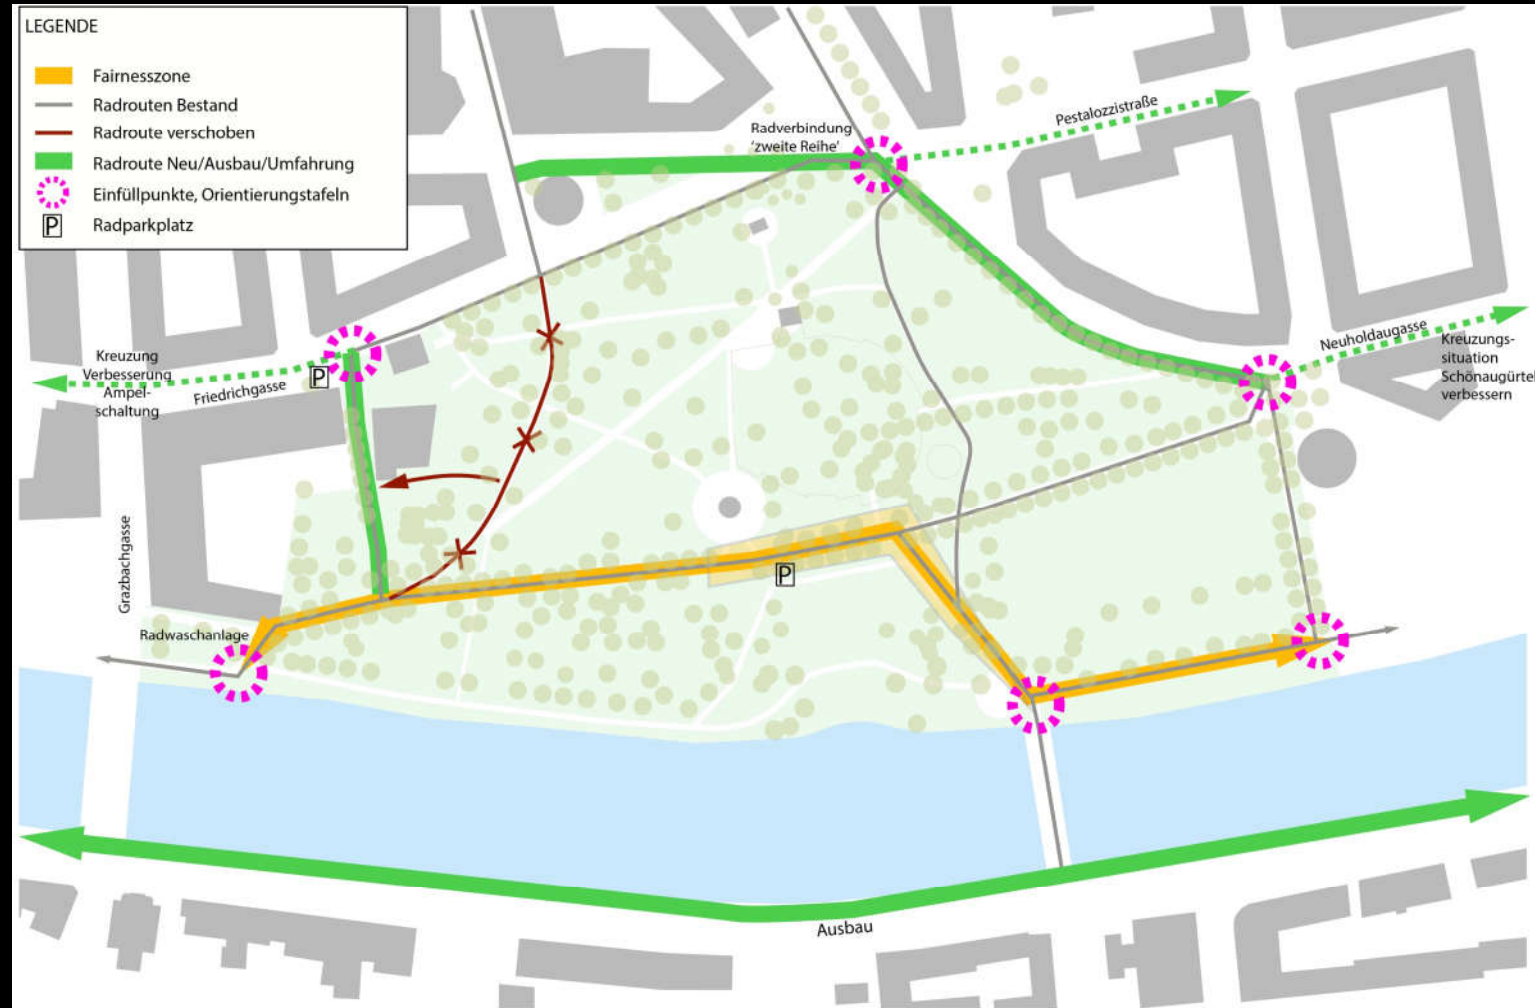 LEGENDE
Fairnesszone
Radrouten Bestand
Radroute verschoben
Radroute Neu/Ausbau/Umfahrung
Einfüllpunkte, Orientierungstafeln
P
Radparkplatz
Radverbindung
'zweite Reihe'
Pestalozzistraße
Neuholdaugasse
Kreuzungs-
situation
Schönaugürtel
verbessern
Kreuzung
Verbesserung
Ampel-
schaltung
Friedrichgasse
P
Grazbachgasse
P
Radwaschanlage
Ausbau